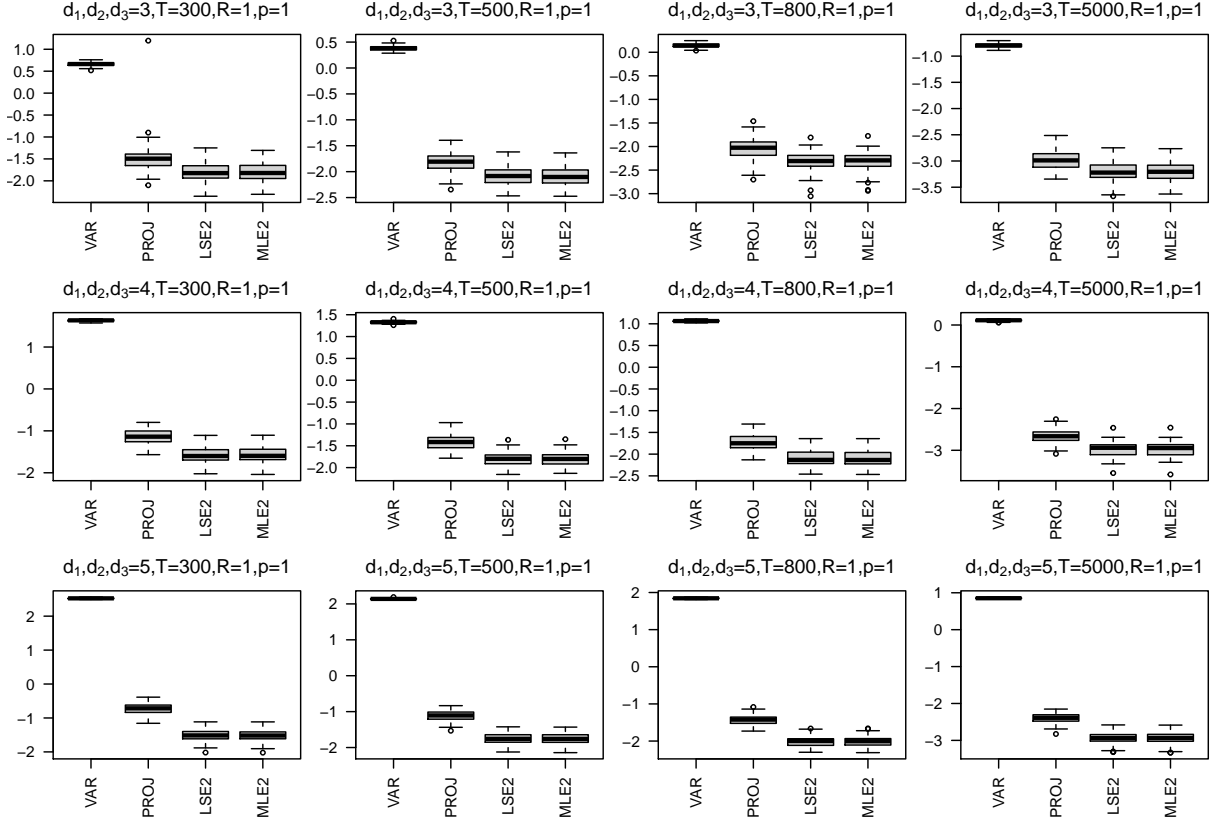 d₁,d₂,d₃=3,T=300,R=1,p=1
1.0
0.5
0.0
−0.5
−1.0
−1.5
−2.0
VAR
PROJ
LSE2
MLE2
d₁,d₂,d₃=3,T=500,R=1,p=1
0.5
0.0
−0.5
−1.0
−1.5
−2.0
−2.5
VAR
PROJ
LSE2
MLE2
d₁,d₂,d₃=3,T=800,R=1,p=1
0.0
−0.5
−1.0
−1.5
−2.0
−2.5
−3.0
VAR
PROJ
LSE2
MLE2
d₁,d₂,d₃=3,T=5000,R=1,p=1
−1.0
−1.5
−2.0
−2.5
−3.0
−3.5
VAR
PROJ
LSE2
MLE2
d₁,d₂,d₃=4,T=300,R=1,p=1
1
0
−1
−2
VAR
PROJ
LSE2
MLE2
d₁,d₂,d₃=4,T=500,R=1,p=1
1.5
1.0
0.5
0.0
−0.5
−1.0
−1.5
−2.0
VAR
PROJ
LSE2
MLE2
d₁,d₂,d₃=4,T=800,R=1,p=1
1.0
0.5
0.0
−0.5
−1.0
−1.5
−2.0
−2.5
VAR
PROJ
LSE2
MLE2
d₁,d₂,d₃=4,T=5000,R=1,p=1
0
−1
−2
−3
VAR
PROJ
LSE2
MLE2
d₁,d₂,d₃=5,T=300,R=1,p=1
2
1
0
−1
−2
VAR
PROJ
LSE2
MLE2
d₁,d₂,d₃=5,T=500,R=1,p=1
2
1
0
−1
−2
VAR
PROJ
LSE2
MLE2
d₁,d₂,d₃=5,T=800,R=1,p=1
2
1
0
−1
−2
VAR
PROJ
LSE2
MLE2
d₁,d₂,d₃=5,T=5000,R=1,p=1
1
0
−1
−2
−3
VAR
PROJ
LSE2
MLE2